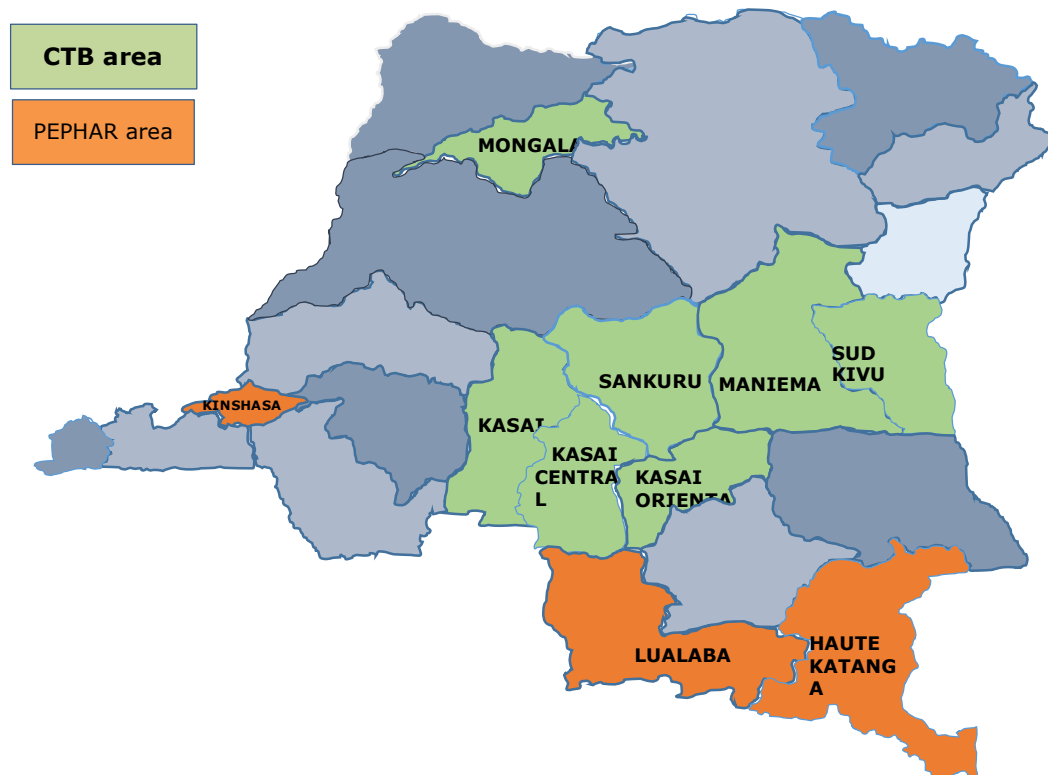 CTB area
PEPHAR area
MONGALA
SUD
KIVU
SANKURU
MANIEMA
KINSHASA
KASAI
KASAI
CENTRA
L
KASAI
ORIENTA
LUALABA
HAUTE
KATANG
A